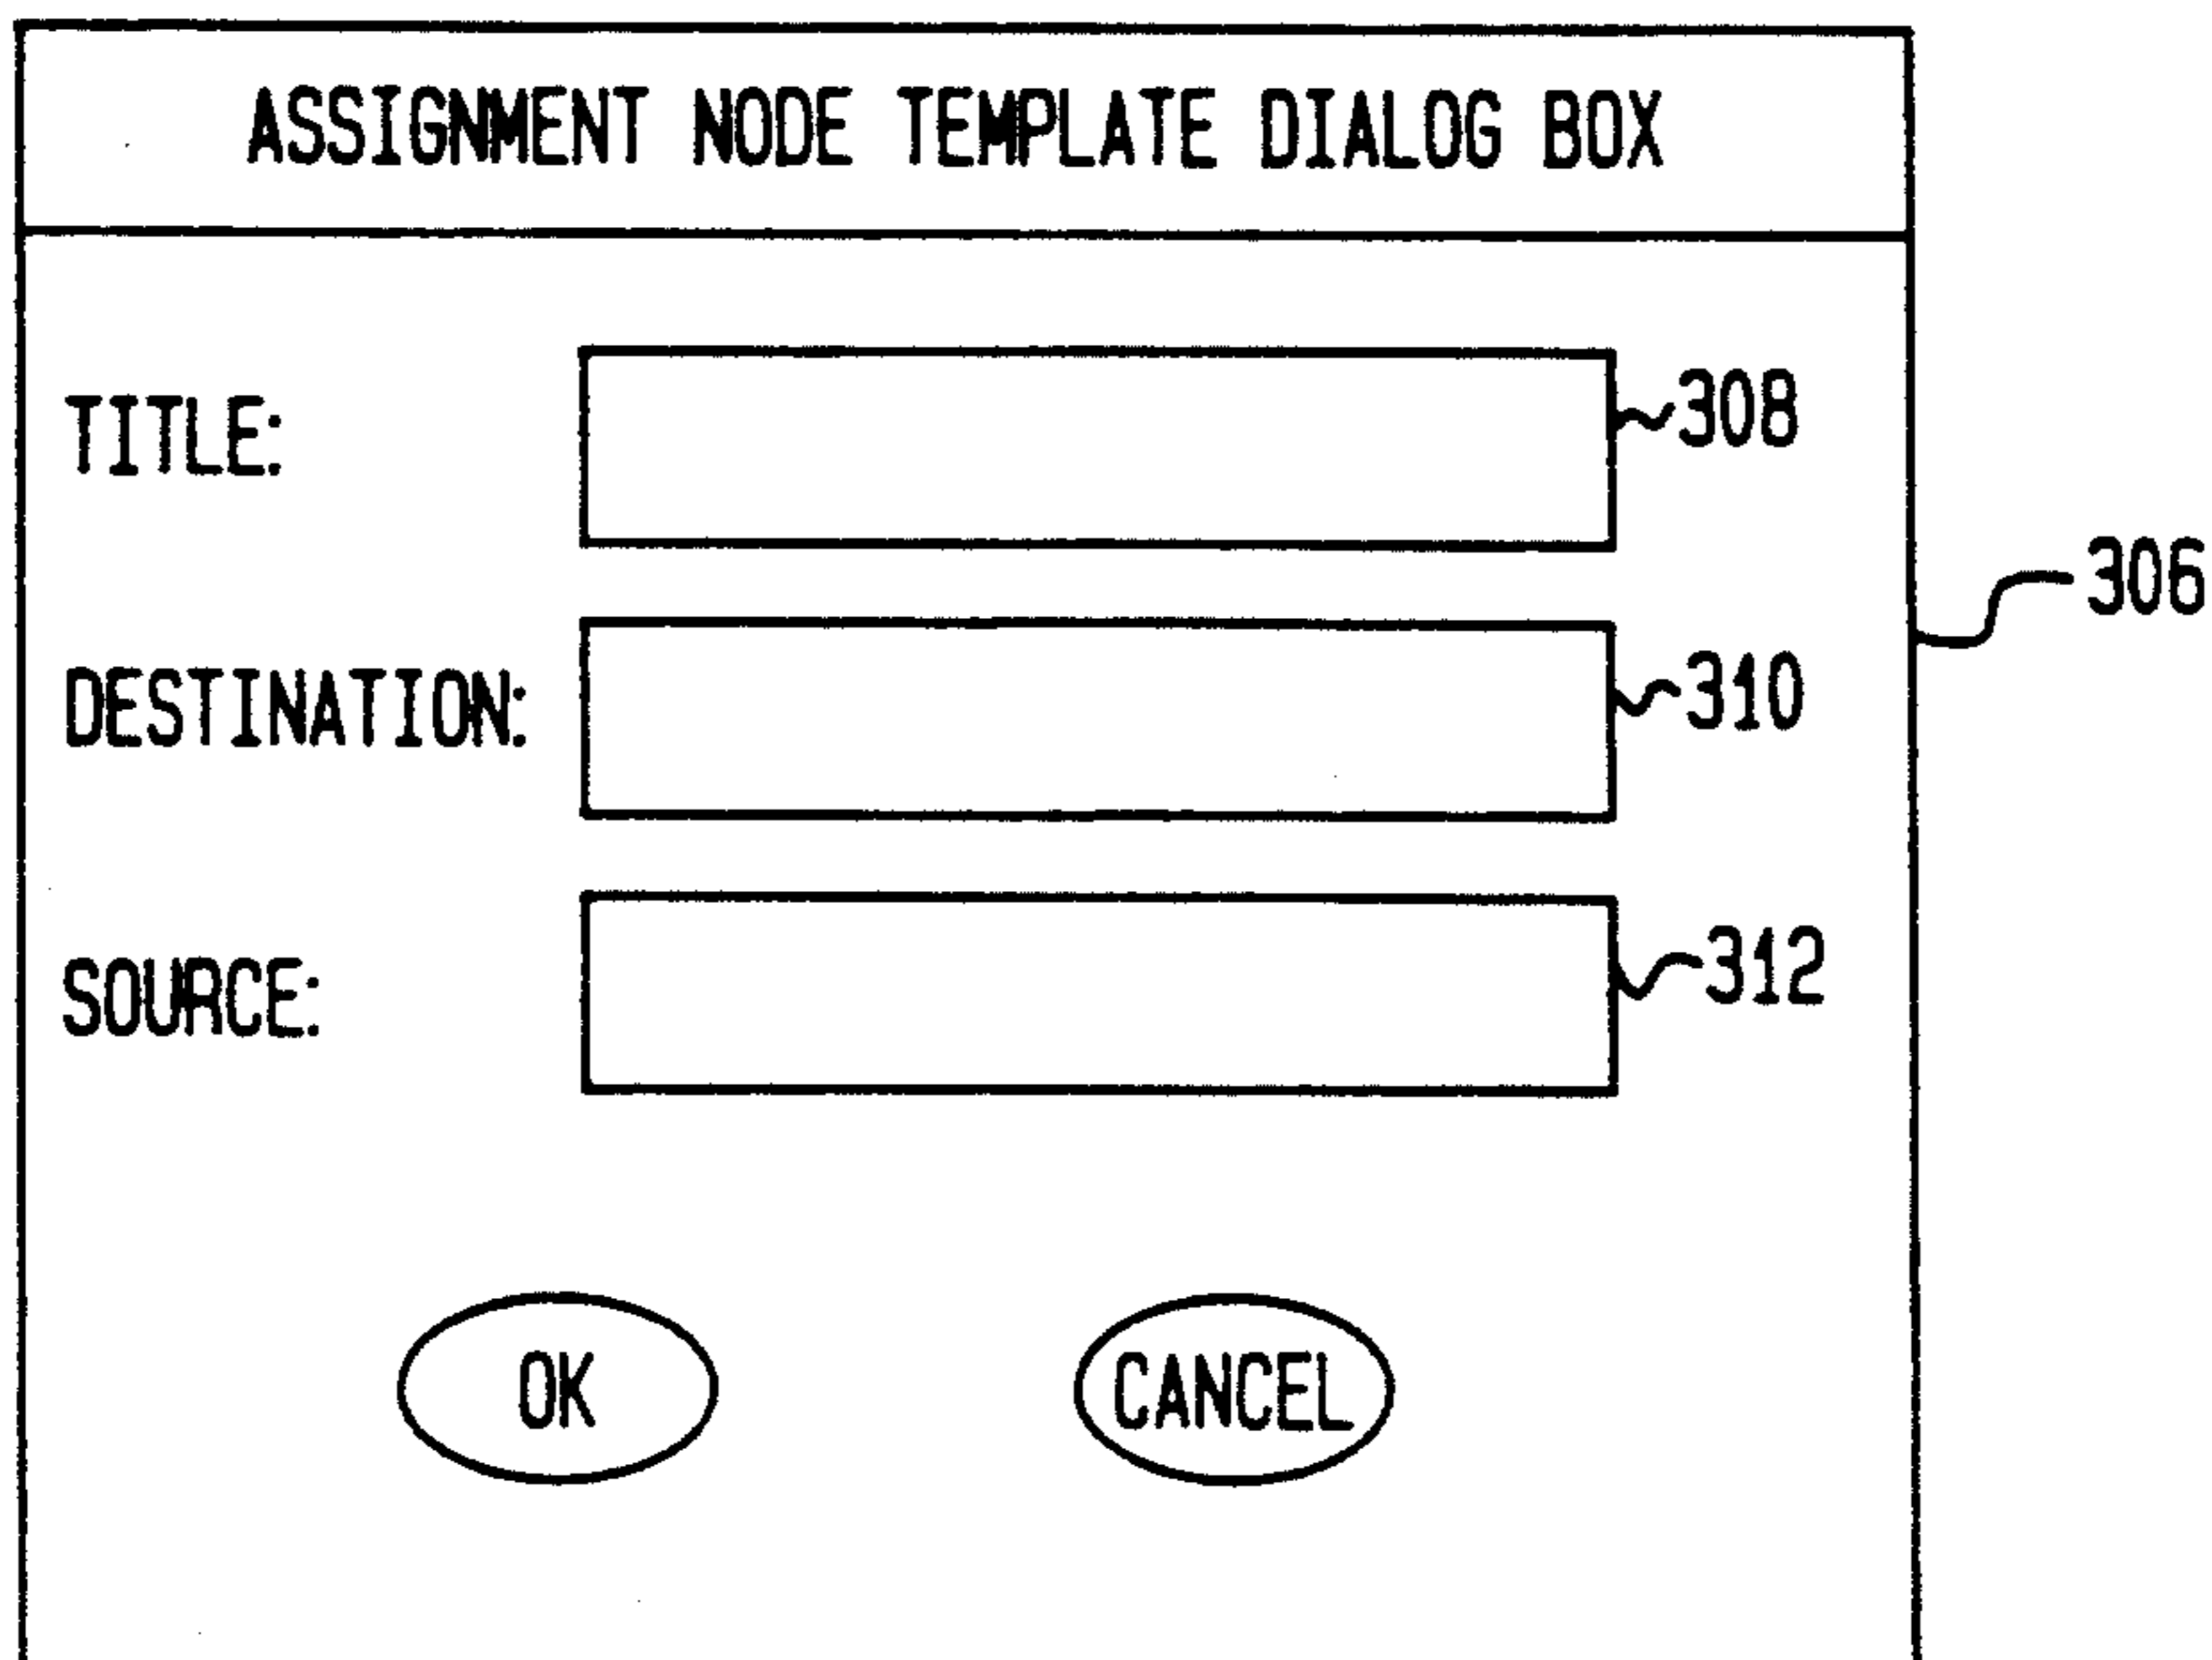 ASSIGNMENT NODE TEMPLATE DIALOG BOX
TITLE:
308
306
DESTINATION:
310
SOURCE:
312
OK
CANCEL